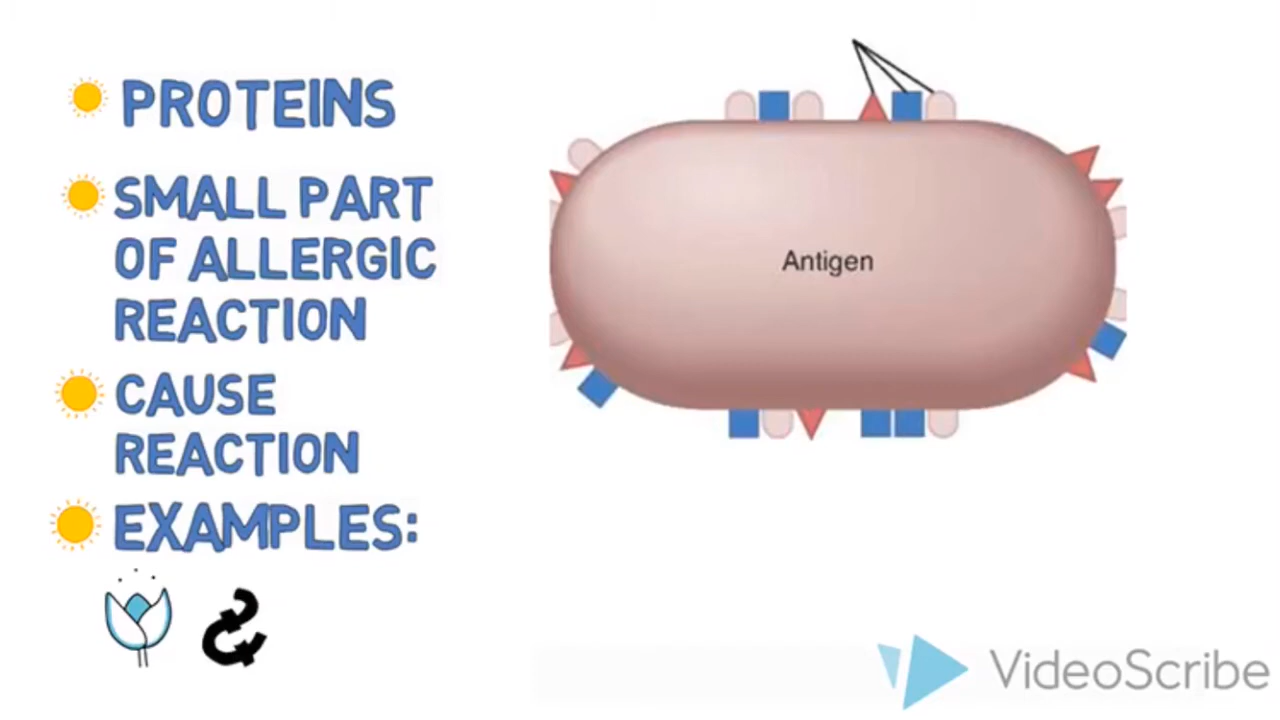 PROTEINS
SMALL PART
OF ALLERGIC
REACTION
CAUSE
REACTION
EXAMPLES:
Antigen
VideoScribe